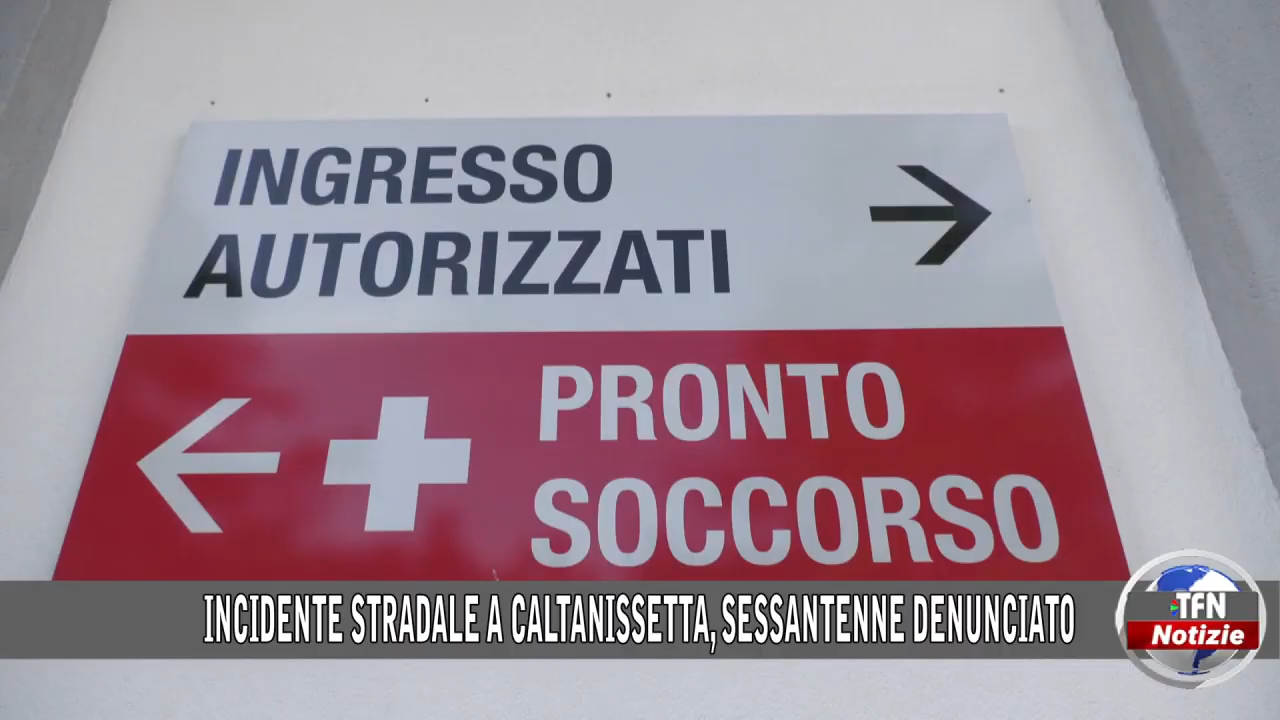 INGRESSO
AUTORIZZATI
PRONTO
SOCCORSO
INCIDENTE STRADALE A CALTANISSETTA, SESSANTENNE DENUNCIATO
TFN
Notizie